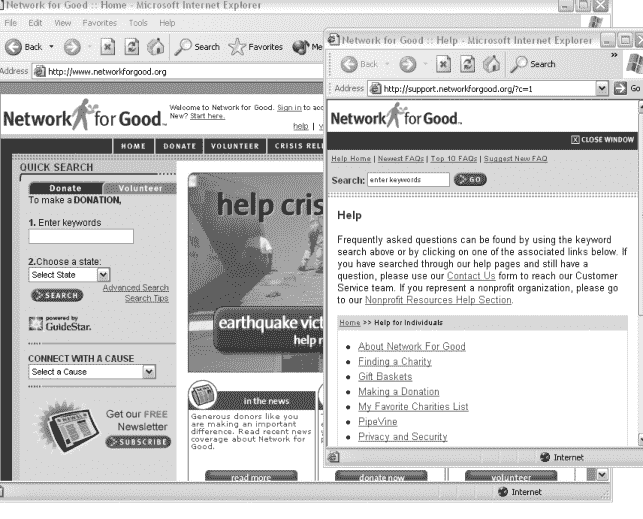 Network for Good :: Home - Microsoft Internet Explorer
File Edit View Favorites Tools Help
Back Search Favorites Me
Address http://www.networkforgood.org
Network for Good™
Welcome to Network for Good. Sign in to acc
New? Start here.
help
HOME DONATE VOLUNTEER CRISIS REL
QUICK SEARCH
Donate Volunteer
To make a DONATION,
1. Enter keywords
2.Choose a state:
Select State
SEARCH
Advanced Search
Search Tips
powered by
GuideStar.
CONNECT WITH A CAUSE
Select a Cause
Get our FREE
Newsletter
SUBSCRIBE
help cris
earthquake vict
help
in the news
Generous donors like you
are making an important
difference. Read recent news
coverage about Network for
Good.
read more
donate now
volunteer
Internet
Network for Good :: Help - Microsoft Internet Explorer
Back Search
Address http://support.networkforgood.org/?c=1 Go
Network for Good™
CLOSE WINDOW
Help Home | Newest FAQs | Top 10 FAQs | Suggest New FAQ
Search: enter keywords GO
Help
Frequently asked questions can be found by using the keyword
search above or by clicking on one of the associated links below. If
you have searched through our help pages and still have a
question, please use our Contact Us form to reach our Customer
Service team. If you represent a nonprofit organization, please go
to our Nonprofit Resources Help Section.
Home >> Help for Individuals
About Network For Good
Finding a Charity
Gift Baskets
Making a Donation
My Favorite Charities List
PipeVine
Privacy and Security
Internet